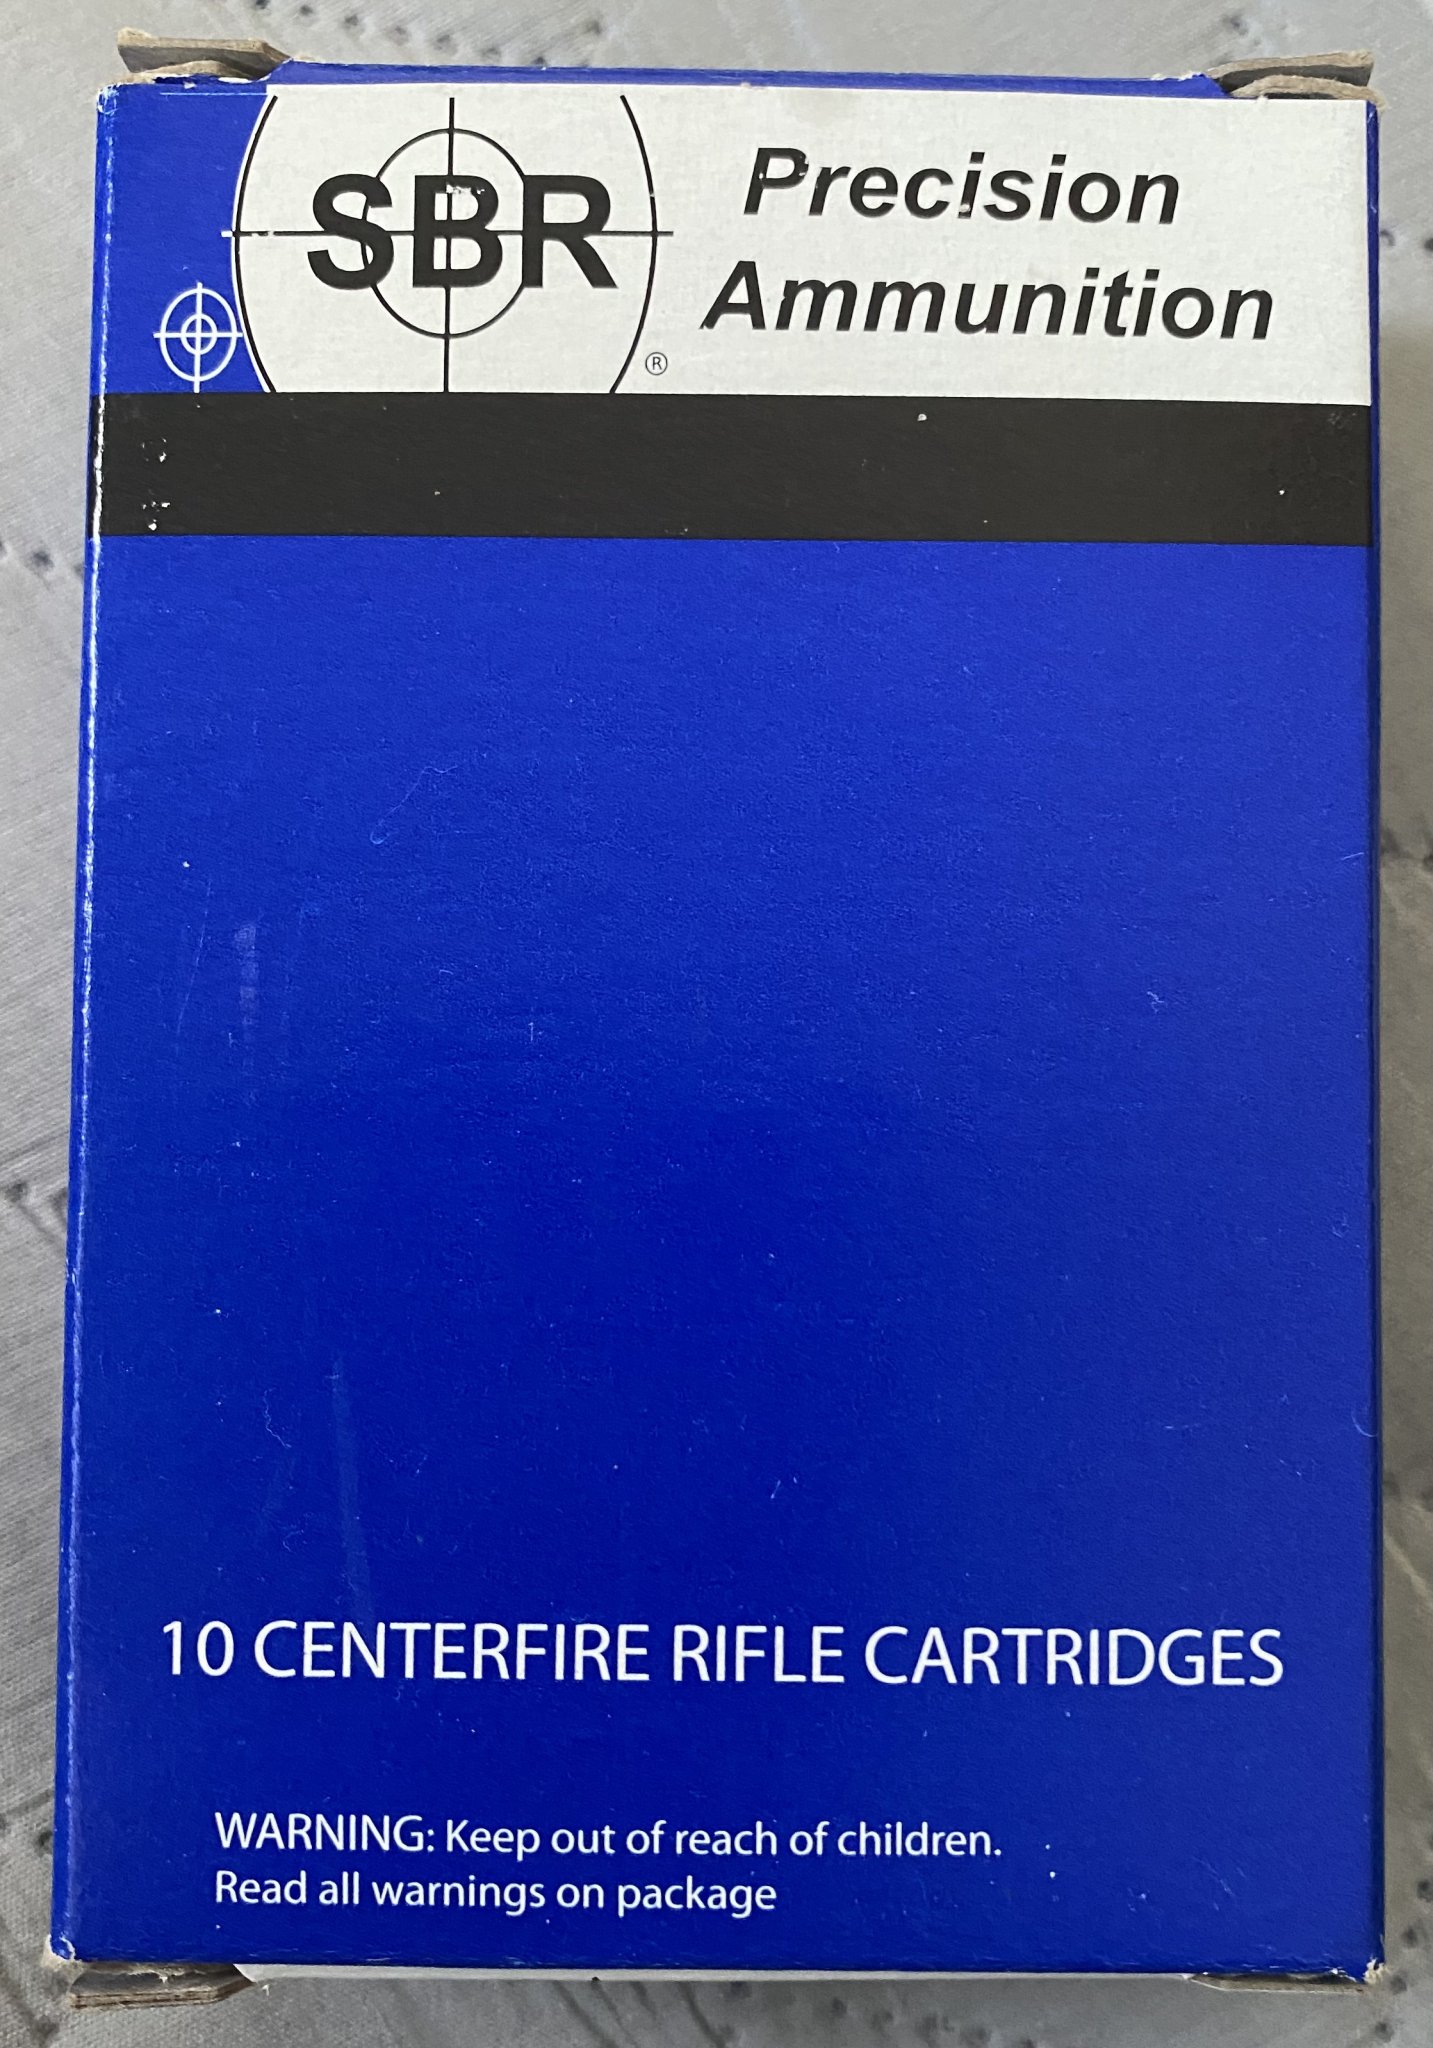 SBR
®
Precision
Ammunition
10 CENTERFIRE RIFLE CARTRIDGES
WARNING: Keep out of reach of children.
Read all warnings on package